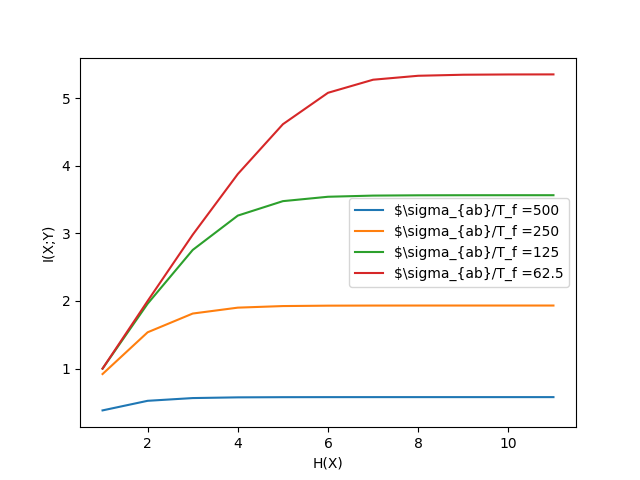 5
4
3
2
1
I(X;Y)
$\sigma_{ab}/T_f =500
$\sigma_{ab}/T_f =250
$\sigma_{ab}/T_f =125
$\sigma_{ab}/T_f =62.5
2 4 6 8 10
H(X)